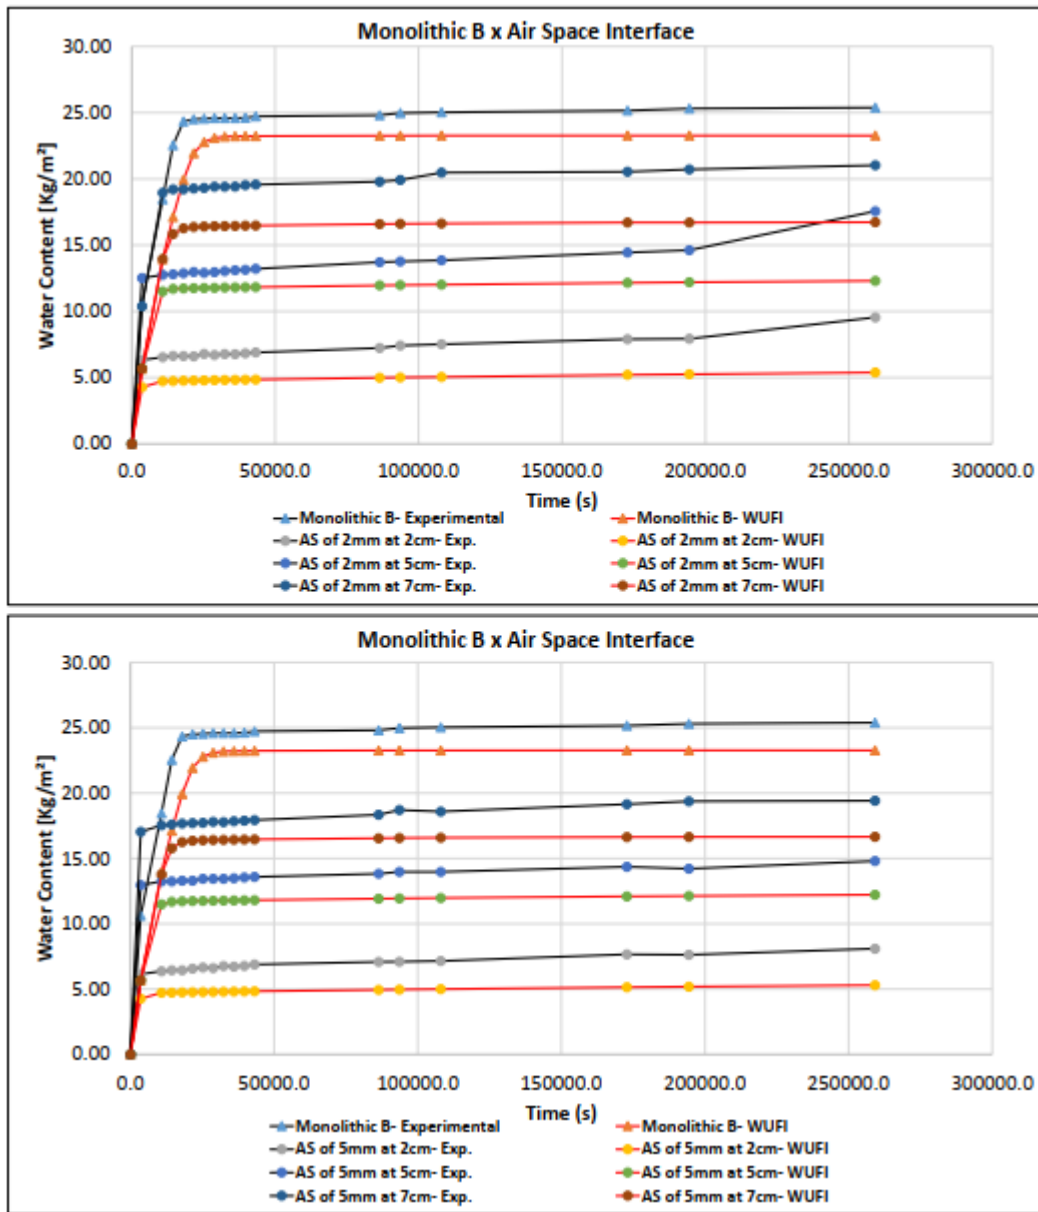 Monolithic B x Air Space Interface
30.00
25.00
20.00
15.00
10.00
5.00
0.00
Water Content [Kg/m²]
0.0 50000.0 100000.0 150000.0 200000.0 250000.0 300000.0
Time (s)
Monolithic B- Experimental Monolithic B- WUFI
AS of 2mm at 2cm- Exp. AS of 2mm at 2cm- WUFI
AS of 2mm at 5cm- Exp. AS of 2mm at 5cm- WUFI
AS of 2mm at 7cm- Exp. AS of 2mm at 7cm- WUFI
Monolithic B x Air Space Interface
30.00
25.00
20.00
15.00
10.00
5.00
0.00
Water Content [Kg/m²]
0.0 50000.0 100000.0 150000.0 200000.0 250000.0 300000.0
Time (s)
Monolithic B- Experimental Monolithic B- WUFI
AS of 5mm at 2cm- Exp. AS of 5mm at 2cm- WUFI
AS of 5mm at 5cm- Exp. AS of 5mm at 5cm- WUFI
AS of 5mm at 7cm- Exp. AS of 5mm at 7cm- WUFI